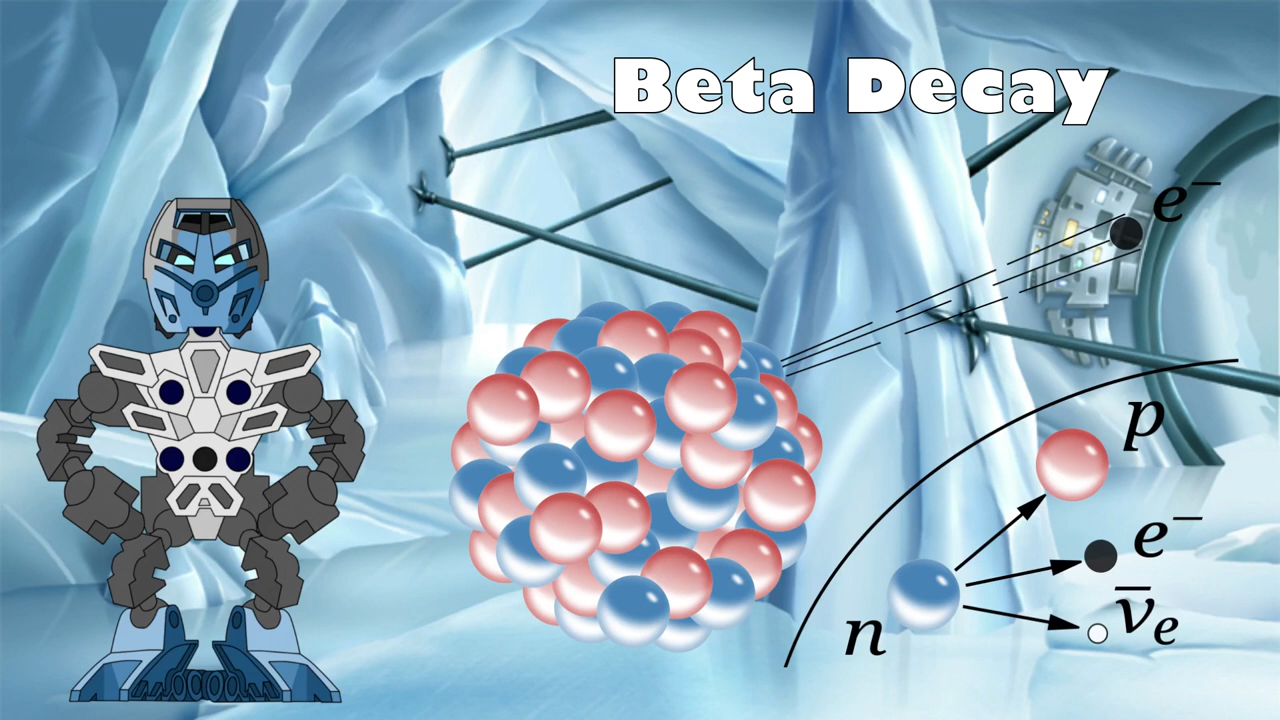 Beta Decay
e⁻
p
e⁻
n
ν̅ₑ